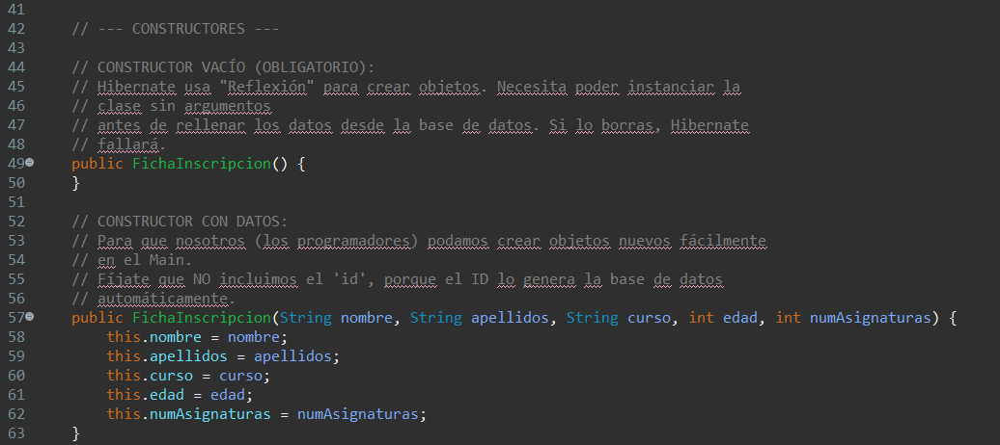 41
42 // --- CONSTRUCTORES ---
43
44 // CONSTRUCTOR VACÍO (OBLIGATORIO):
45 // Hibernate usa "Reflexión" para crear objetos. Necesita poder instanciar la
46 // clase sin argumentos
47 // antes de rellenar los datos desde la base de datos. Si lo borras, Hibernate
48 // fallará.
49 public FichaInscripcion() {
50 }
51
52 // CONSTRUCTOR CON DATOS:
53 // Para que nosotros (los programadores) podamos crear objetos nuevos fácilmente
54 // en el Main.
55 // Fíjate que NO incluimos el 'id', porque el ID lo genera la base de datos
56 // automáticamente.
57 public FichaInscripcion(String nombre, String apellidos, String curso, int edad, int numAsignaturas) {
58 this.nombre = nombre;
59 this.apellidos = apellidos;
60 this.curso = curso;
61 this.edad = edad;
62 this.numAsignaturas = numAsignaturas;
63 }